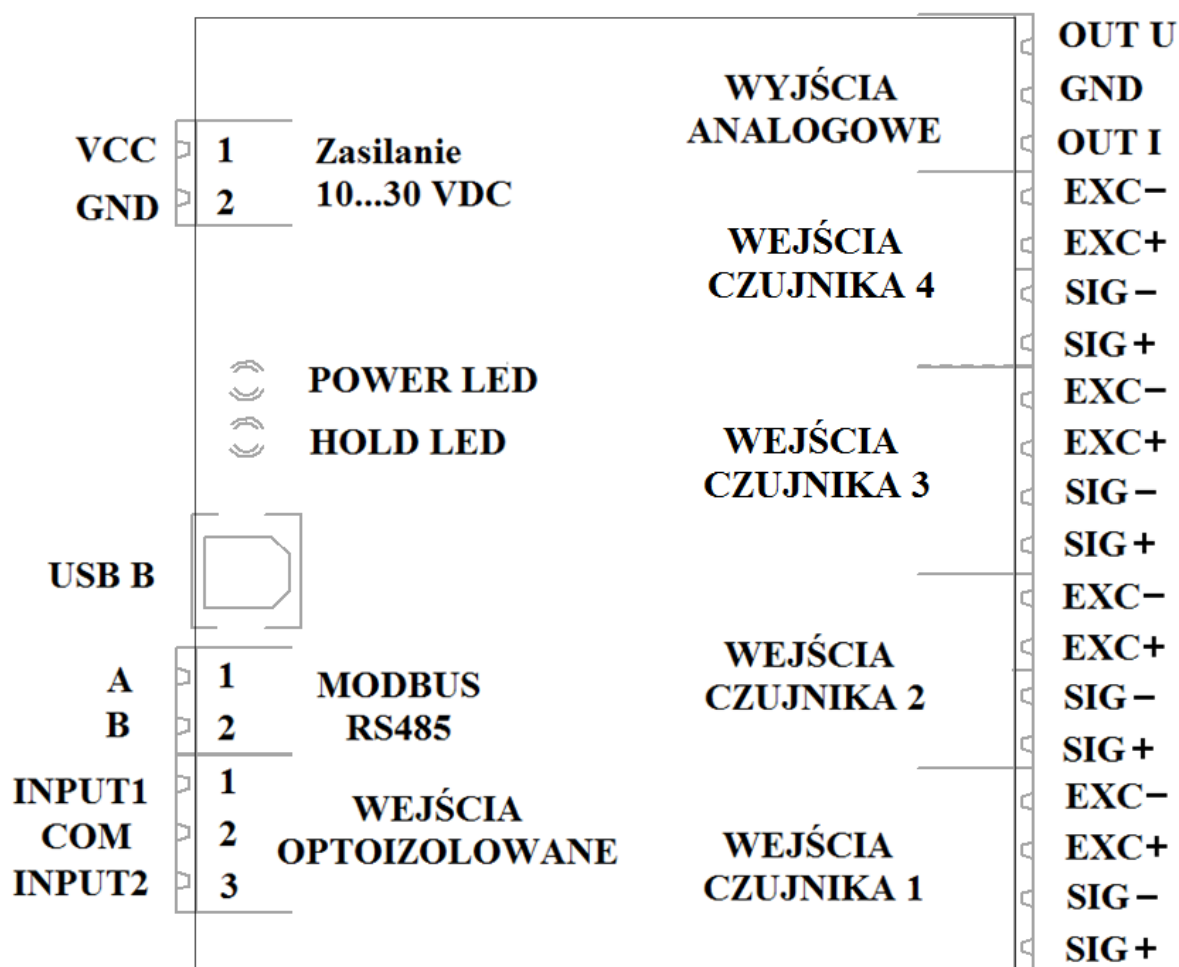 OUT U
WYJŚCIA
GND
ANALOGOWE
OUT I
VCC 1 Zasilanie
GND 2 10...30 VDC
EXC−
WEJŚCIA
EXC+
CZUJNIKA 4
SIG−
SIG+
POWER LED
HOLD LED
EXC−
WEJŚCIA
EXC+
CZUJNIKA 3
SIG−
SIG+
USB B
EXC−
WEJŚCIA
EXC+
CZUJNIKA 2
SIG−
SIG+
A 1 MODBUS
B 2 RS485
INPUT1 1 WEJŚCIA
COM 2 OPTOIZOLOWANE
INPUT2 3
EXC−
WEJŚCIA
EXC+
CZUJNIKA 1
SIG−
SIG+